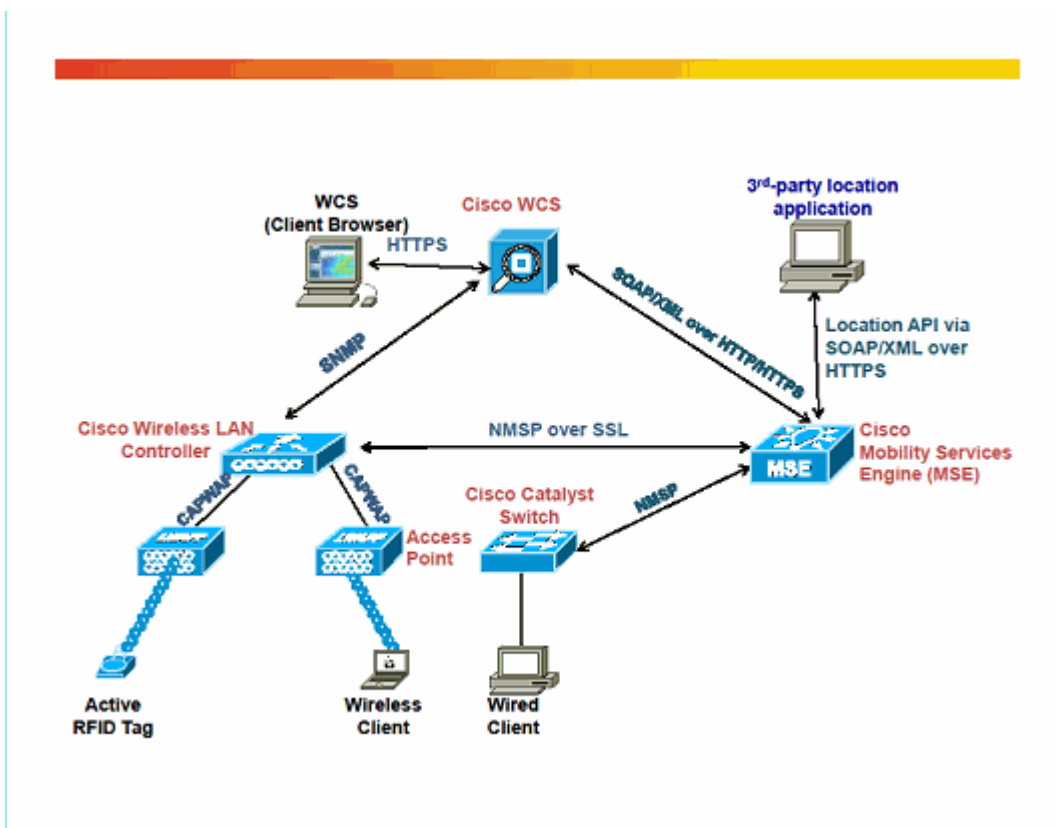 WCS
(Client Browser)
Cisco WCS
3rd-party location
application
HTTPS
SOAP/XML over HTTP/HTTPS
Location API via
SOAP/XML over
HTTPS
SNMP
Cisco Wireless LAN
Controller
NMSP over SSL
MSE
Cisco
Mobility Services
Engine (MSE)
CAPWAP
CAPWAP
Cisco Catalyst
Switch
NMSP
LWAPP
Access
Point
Active
RFID Tag
Wireless
Client
Wired
Client